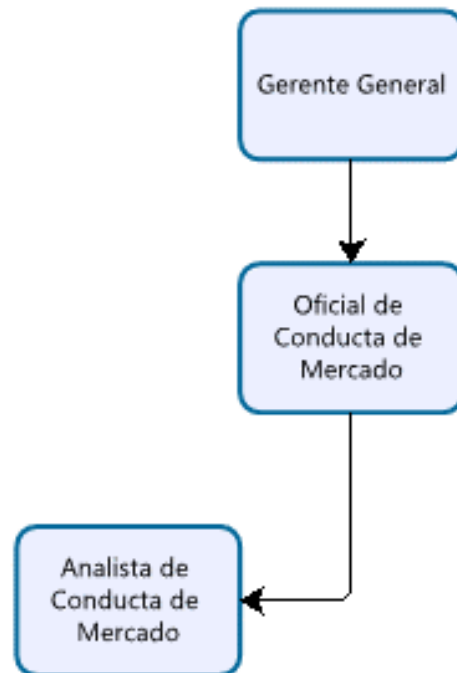 Gerente General
Oficial de
Conducta de
Mercado
Analista de
Conducta de
Mercado